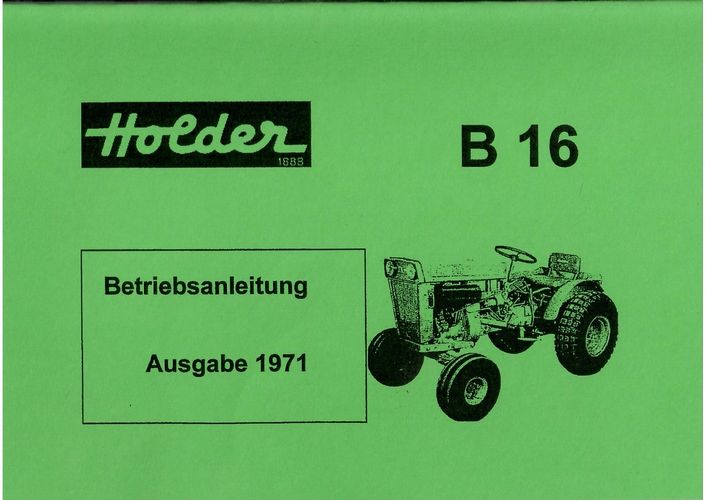 Holder
1888
B 16
Betriebsanleitung
Ausgabe 1971